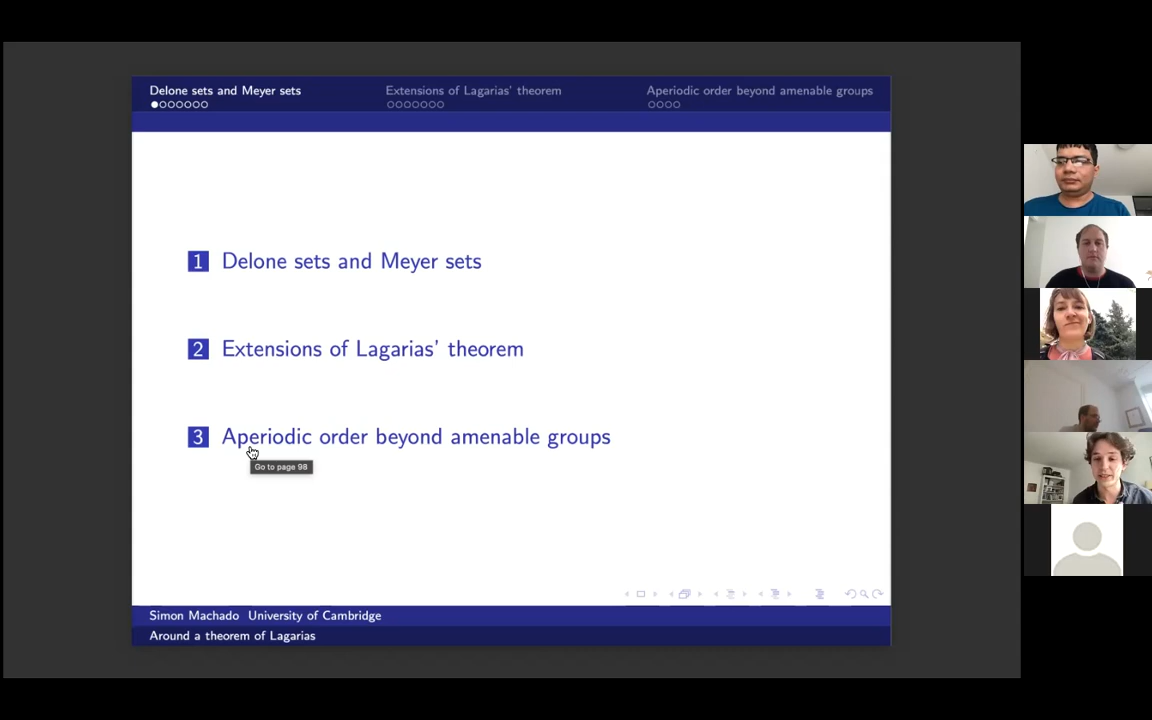 Delone sets and Meyer sets
Extensions of Lagarias' theorem
Aperiodic order beyond amenable groups
1 Delone sets and Meyer sets
2 Extensions of Lagarias' theorem
3 Aperiodic order beyond amenable groups
Go to page 98
Simon Machado University of Cambridge
Around a theorem of Lagarias